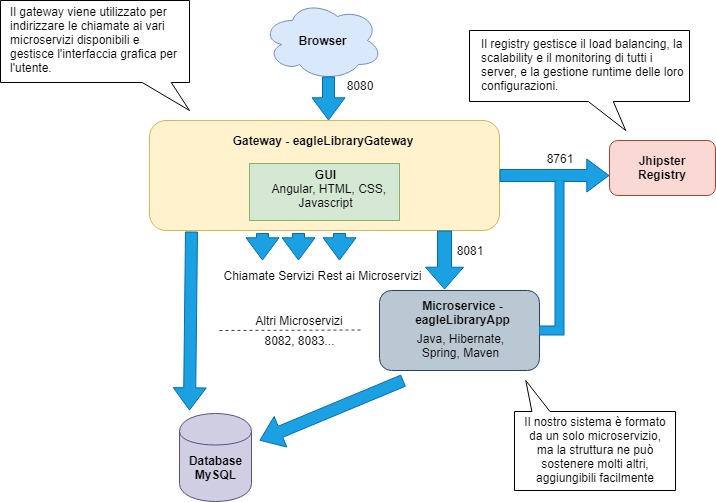 Il gateway viene utilizzato per
indirizzare le chiamate ai vari
microservizi disponibili e
gestisce l'interfaccia grafica per
l'utente.
Browser
8080
Il registry gestisce il load balancing, la
scalability e il monitoring di tutti i
server, e la gestione runtime delle loro
configurazioni.
Gateway - eagleLibraryGateway
GUI
Angular, HTML, CSS,
Javascript
8761
Jhipster
Registry
8081
Chiamate Servizi Rest ai Microservizi
Microservice -
eagleLibraryApp
Java, Hibernate,
Spring, Maven
Altri Microservizi
8082, 8083...
Il nostro sistema è formato
da un solo microservizio,
ma la struttura ne può
sostenere molti altri,
aggiungibili facilmente
Database
MySQL